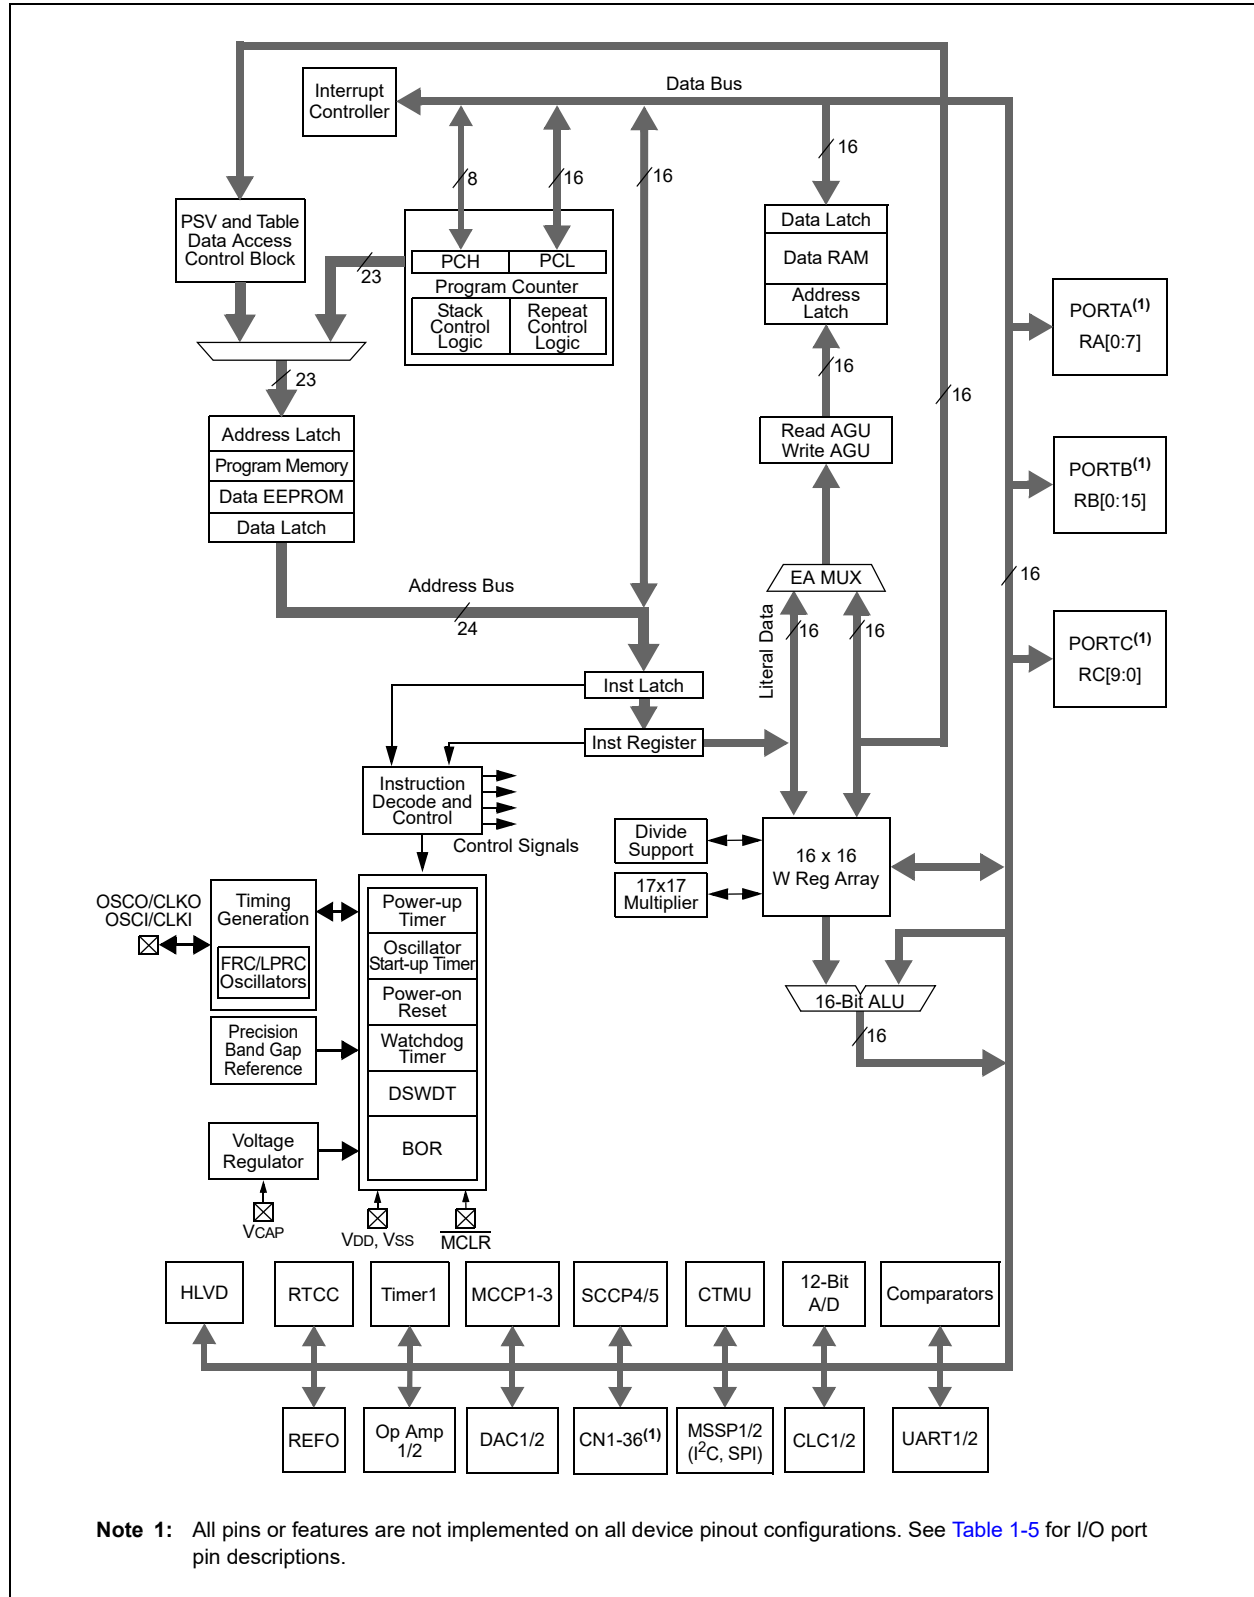 Data Bus
Interrupt
Controller
16
8
16
16
PSV and Table
Data Access
Control Block
Data Latch
Data RAM
Address
Latch
23
PCH
PCL
Program Counter
Stack
Control
Logic
Repeat
Control
Logic
PORTA(1)
RA[0:7]
23
16
16
Address Latch
Program Memory
Data EEPROM
Data Latch
Read AGU
Write AGU
PORTB(1)
RB[0:15]
EA MUX
16
Address Bus
24
Literal Data
16
16
PORTC(1)
RC[9:0]
Inst Latch
Inst Register
Instruction
Decode and
Control
Control Signals
Divide
Support
17x17
Multiplier
16 x 16
W Reg Array
OSCO/CLKO
OSCI/CLKI
Timing
Generation
FRC/LPRC
Oscillators
Power-up
Timer
Oscillator
Start-up Timer
Power-on
Reset
Watchdog
Timer
DSWDT
BOR
16-Bit ALU
16
Precision
Band Gap
Reference
Voltage
Regulator
VCAP
VDD, VSS
MCLR
HLVD
RTCC
Timer1
MCCP1-3
SCCP4/5
CTMU
12-Bit
A/D
Comparators
REFO
Op Amp
1/2
DAC1/2
CN1-36(1)
MSSP1/2
(I2C, SPI)
CLC1/2
UART1/2
Note 1: All pins or features are not implemented on all device pinout configurations. See Table 1-5 for I/O port
pin descriptions.